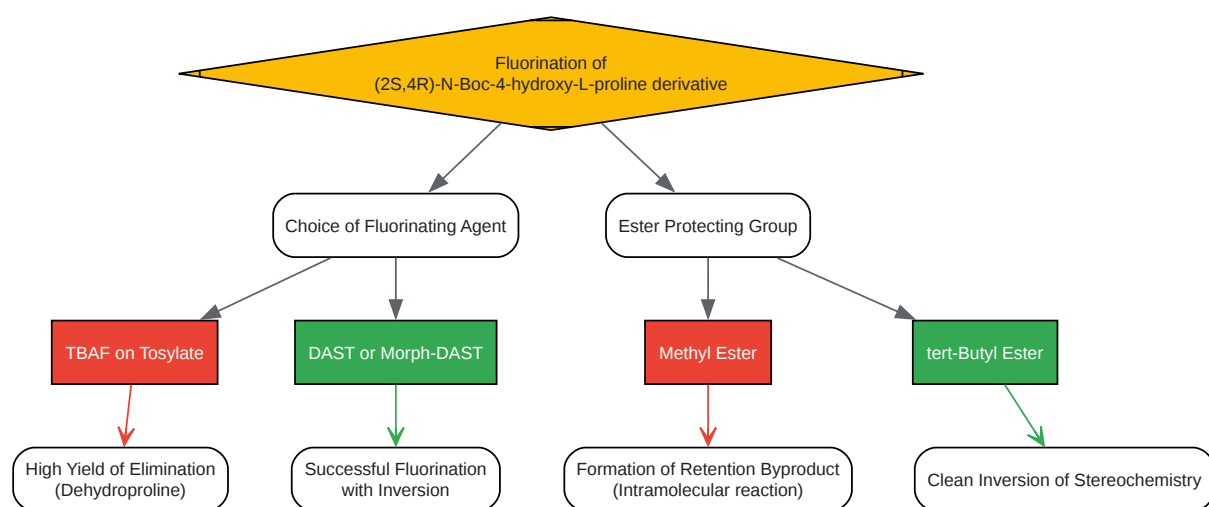 Fluorination of
(2S,4R)-N-Boc-4-hydroxy-L-proline derivative
Choice of Fluorinating Agent
Ester Protecting Group
TBAF on Tosylate
DAST or Morph-DAST
Methyl Ester
tert-Butyl Ester
High Yield of Elimination
(Dehydroproline)
Successful Fluorination
with Inversion
Formation of Retention Byproduct
(Intramolecular reaction)
Clean Inversion of Stereochemistry